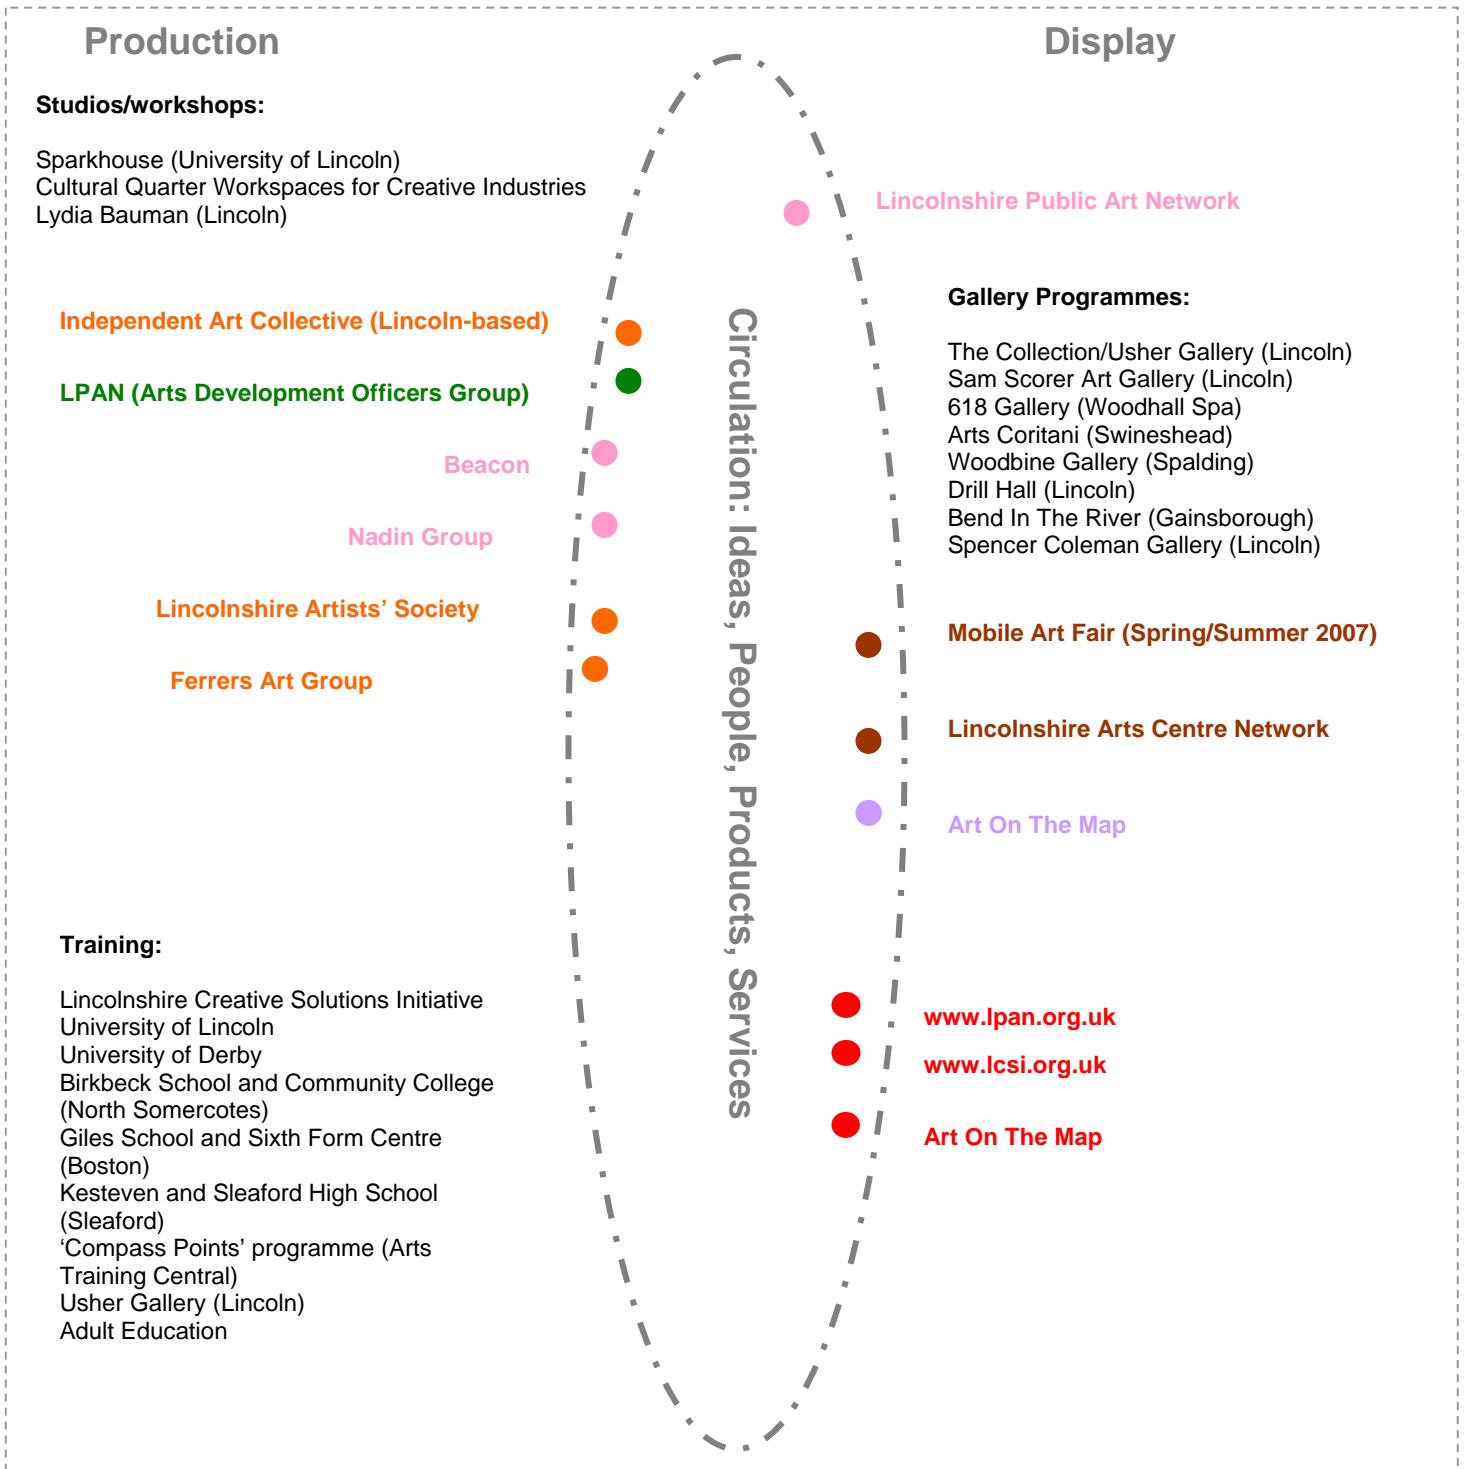 Production
Studios/workshops:
Sparkhouse (University of Lincoln)
Cultural Quarter Workspaces for Creative Industries
Lydia Bauman (Lincoln)
Independent Art Collective (Lincoln-based)
LPAN (Arts Development Officers Group)
Beacon
Nadin Group
Lincolnshire Artists’ Society
Ferrers Art Group
Training:
Lincolnshire Creative Solutions Initiative
University of Lincoln
University of Derby
Birkbeck School and Community College
(North Somercotes)
Giles School and Sixth Form Centre
(Boston)
Kesteven and Sleaford High School
(Sleaford)
‘Compass Points’ programme (Arts
Training Central)
Usher Gallery (Lincoln)
Adult Education
Circulation: Ideas, People, Products, Services
Display
Lincolnshire Public Art Network
Gallery Programmes:
The Collection/Usher Gallery (Lincoln)
Sam Scorer Art Gallery (Lincoln)
618 Gallery (Woodhall Spa)
Arts Coritani (Swineshead)
Woodbine Gallery (Spalding)
Drill Hall (Lincoln)
Bend In The River (Gainsborough)
Spencer Coleman Gallery (Lincoln)
Mobile Art Fair (Spring/Summer 2007)
Lincolnshire Arts Centre Network
Art On The Map
www.lpan.org.uk
www.lcsi.org.uk
Art On The Map